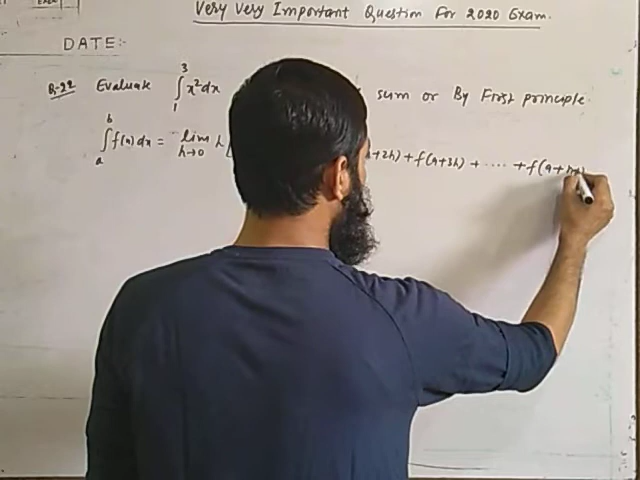 Very Very Important Question For 2020 Exam.
DATE:-
Q-22 Evaluate ∫₁³ x²dx sum or By First principle.
∫ₐᵇ f(x)dx = lim h→0 h [ +2h) + f(a+3h) + .... + f(a+